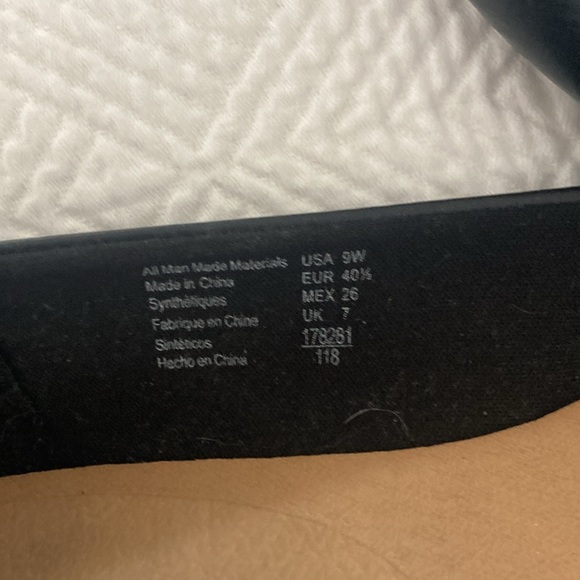 All Man Made Materials
Made in China
Synthétiques
Fabrique en Chine
Sintéticos
Hecho en China
USA 9W
EUR 40½
MEX 26
UK 7
178281
118